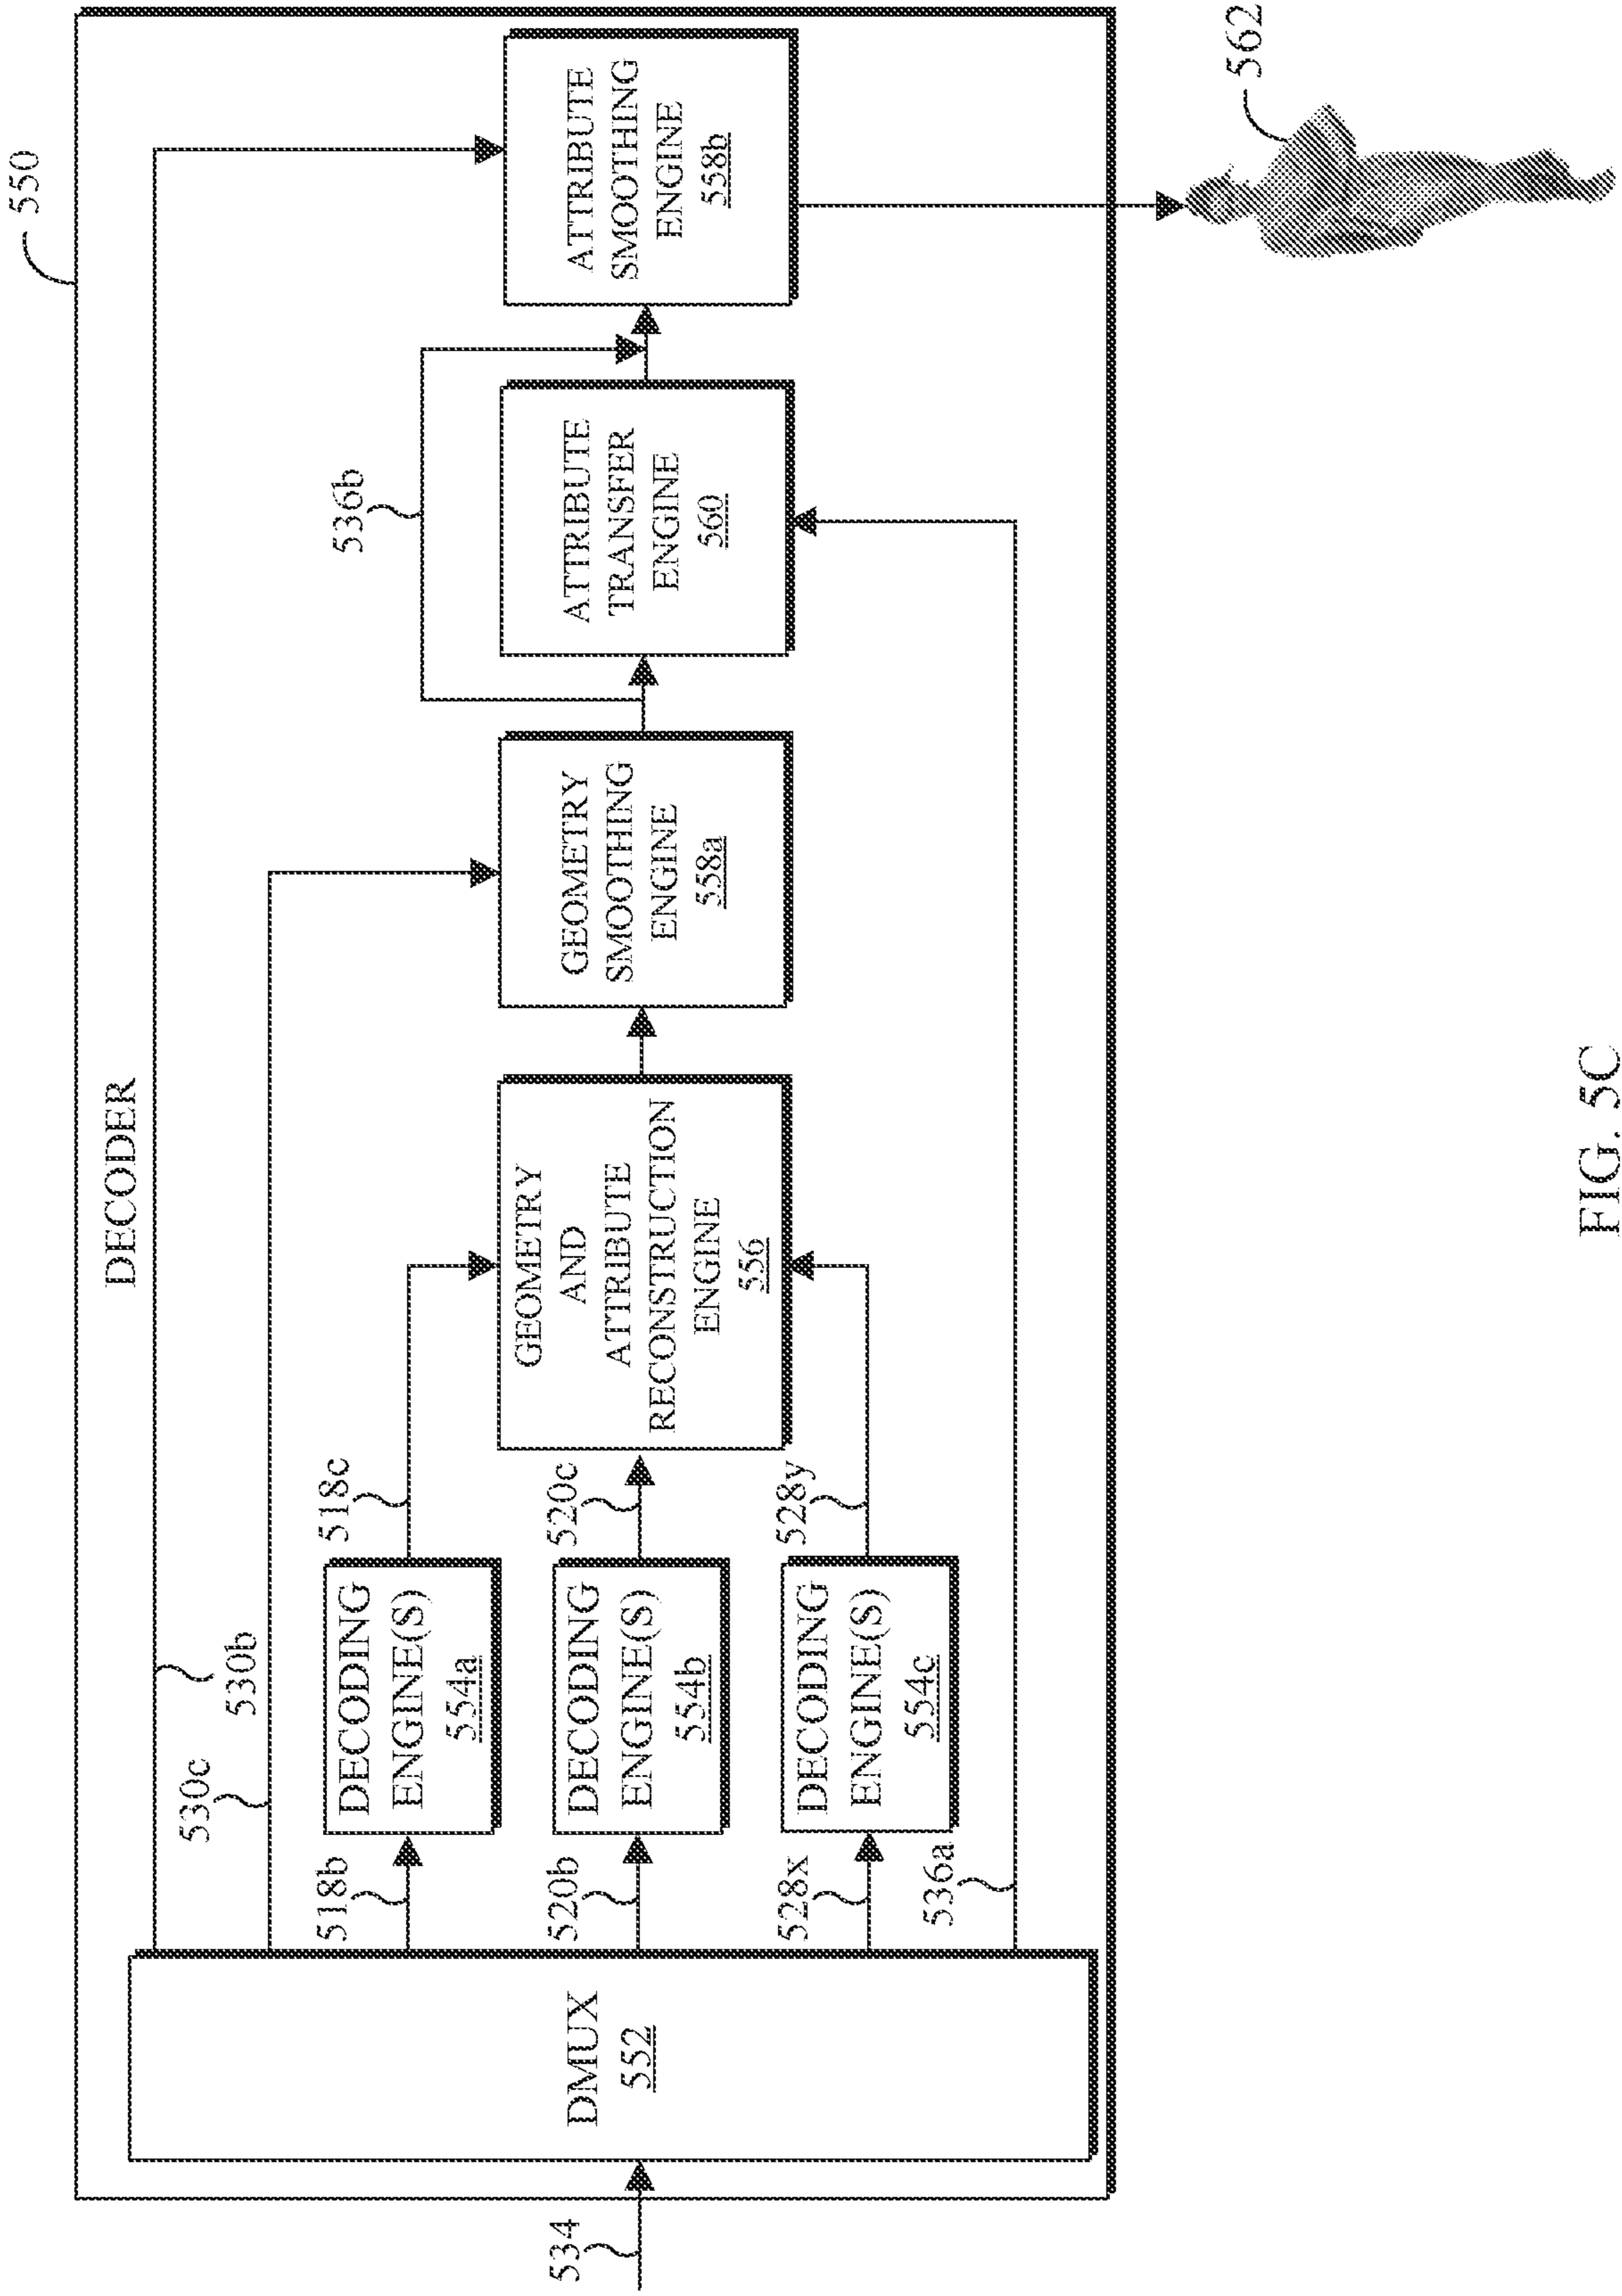 550
DECODER
530b
530c
536b
518b
DECODING
ENGINE(S)
554a
518c
520b
DECODING
ENGINE(S)
554b
520c
528x
DECODING
ENGINE(S)
554c
528y
536a
534
DMUX
552
GEOMETRY
AND
ATTRIBUTE
RECONSTRUCTION
ENGINE
556
GEOMETRY
SMOOTHING
ENGINE
558a
ATTRIBUTE
TRANSFER
ENGINE
560
ATTRIBUTE
SMOOTHING
ENGINE
558b
562
FIG. 5C